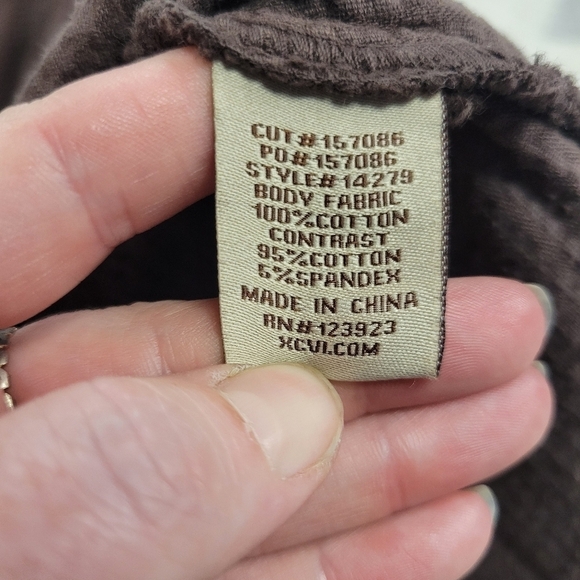 CUT#157086
PO#157086
STYLE#14279
BODY FABRIC
100%COTTON
CONTRAST
95%COTTON
5%SPANDEX
MADE IN CHINA
RN#123923
XCVI.COM